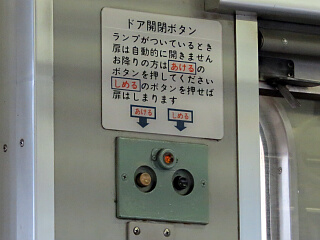 ドア開閉ボタン
ランプがついているとき
扉は自動的に開きません
お降りの方はあけるの
ボタンを押してください
しめるのボタンを押せば
扉はしまります
あける しめる